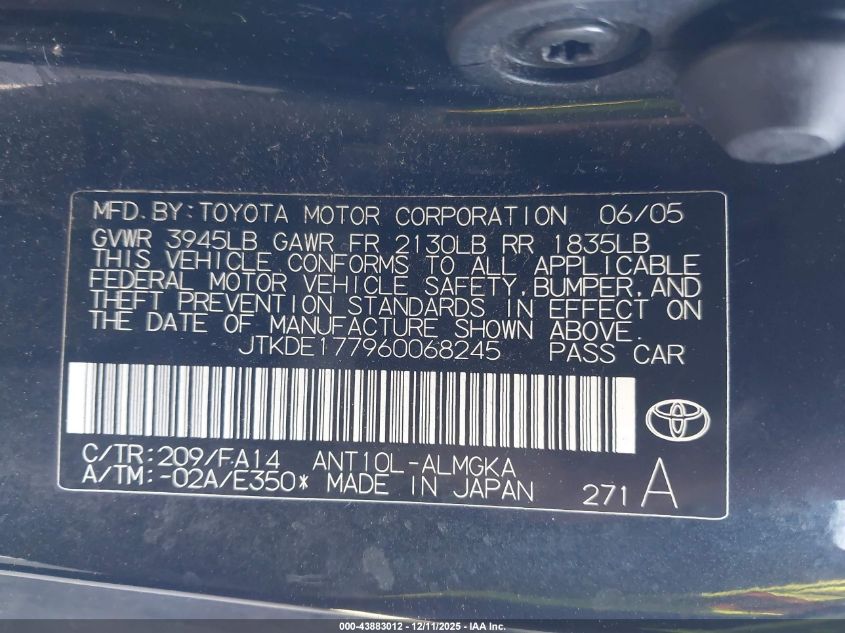 MFD.BY:TOYOTA MOTOR CORPORATION 06/05
GVWR 3945LB GAWR FR 2130LB RR 1835LB
THIS VEHICLE CONFORMS TO ALL APPLICABLE
FEDERAL MOTOR VEHICLE SAFETY,BUMPER,AND
THEFT PREVENTION STANDARDS IN EFFECT ON
THE DATE OF MANUFACTURE SHOWN ABOVE.
JTKDE177960068245 PASS CAR
C/TR:209/FA14 ANT10L-ALMGKA
A/TM:-02A/E350* MADE IN JAPAN 271 A
000-43883012 - 12/11/2025 - IAA Inc.